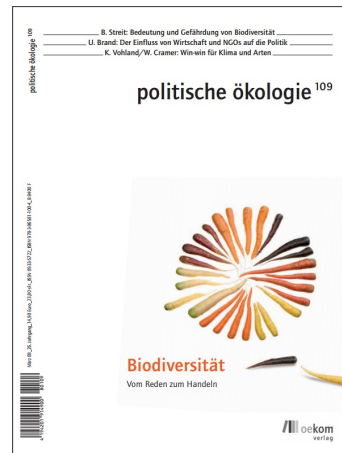 B. Streit: Bedeutung und Gefährdung von Biodiversität
U. Brand: Der Einfluss von Wirtschaft und NGOs auf die Politik
K. Vohland/W. Cramer: Win-win für Klima und Arten
politische ökologie 109
politische ökologie 109
Biodiversität
Vom Reden zum Handeln
oekom
verlag